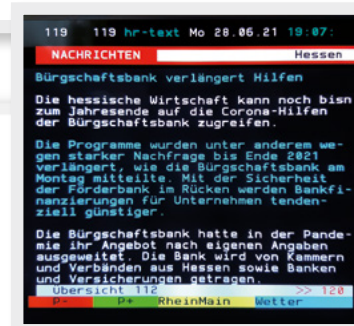 119 119 hr-text Mo 28.06.21 19:07:
NACHRICHTEN Hessen
Bürgschaftsbank verlängert Hilfen
Die hessische Wirtschaft kann noch bisn
zum Jahresende auf die Corona-Hilfen
der Bürgschaftsbank zugreifen.
Die Programme wurden unter anderem we-
gen starker Nachfrage bis Ende 2021
verlängert, wie die Bürgschaftsbank am
Montag mitteilte. Mit der Sicherheit
der Förderbank im Rücken werden Bankfi-
nanzierungen für Unternehmen tenden-
ziell günstiger.
Die Bürgschaftsbank hatte in der Pande-
mie ihr Angebot nach eigenen Angaben
ausgeweitet. Die Bank wird von Kammern
und Verbänden aus Hessen sowie Banken
und Versicherungen getragen.
Übersicht 112 >> 120
P- P+ RheinMain Wetter